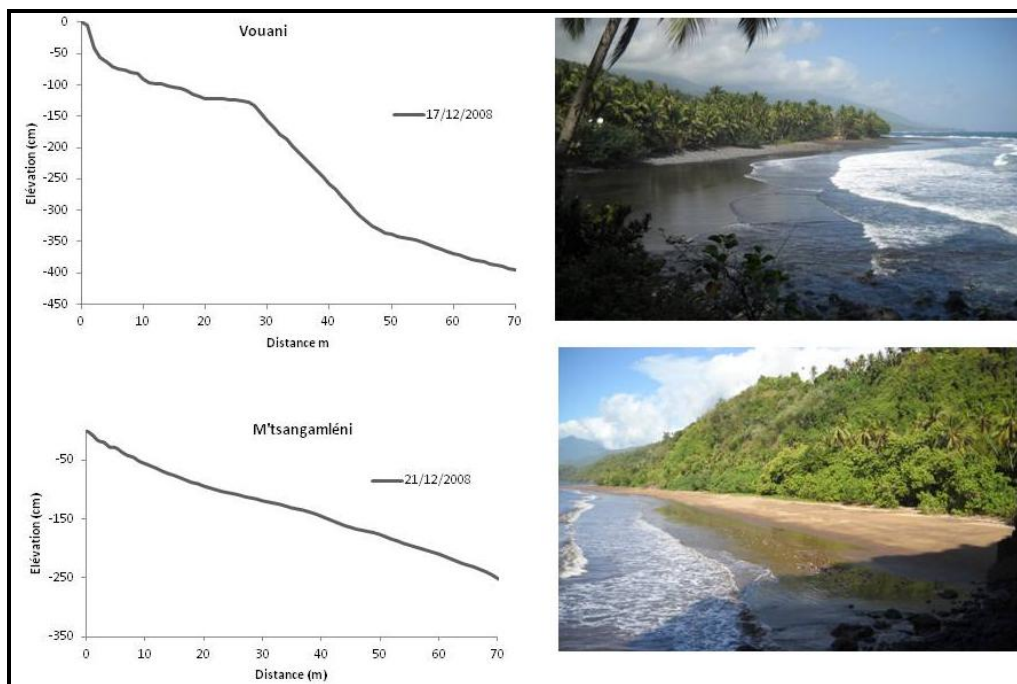 Vouani
0
-50
-100
-150
-200
-250
-300
-350
-400
-450
Elévation (cm)
17/12/2008
0 10 20 30 40 50 60 70
Distance m
M'tsangamléni
-50
-150
-250
-350
Elévation (cm)
21/12/2008
0 10 20 30 40 50 60 70
Distance (m)